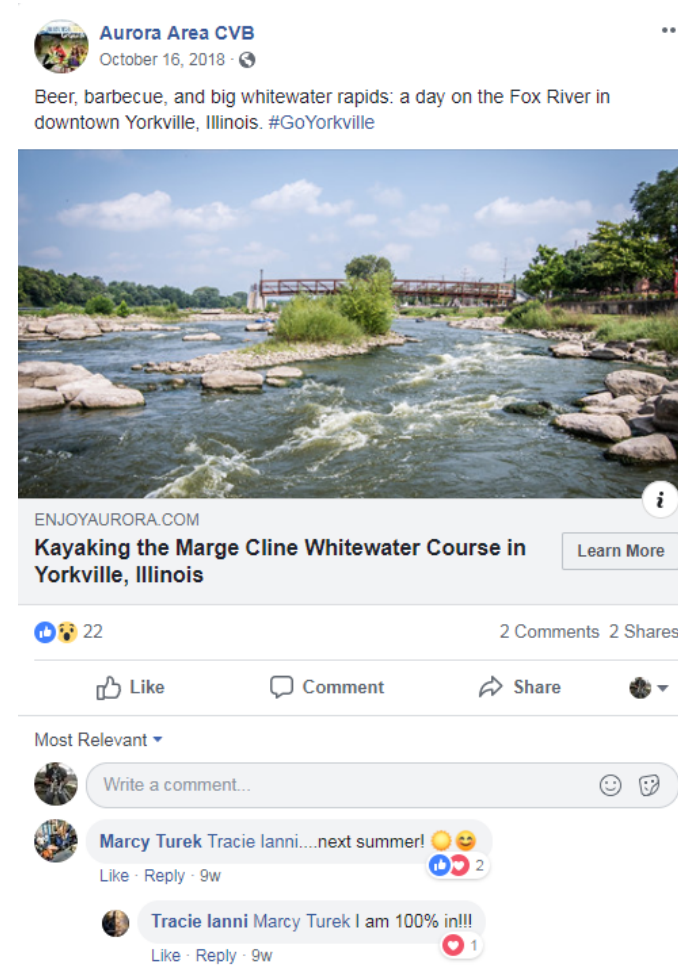 Aurora Area CVB
October 16, 2018 ·
Beer, barbecue, and big whitewater rapids: a day on the Fox River in
downtown Yorkville, Illinois. #GoYorkville
i
ENJOYAURORA.COM
Kayaking the Marge Cline Whitewater Course in
Yorkville, Illinois
Learn More
22
2 Comments 2 Shares
Like Comment Share
Most Relevant
Write a comment...
Marcy Turek Tracie Ianni....next summer! ☀️😊
2
Like · Reply · 9w
Tracie Ianni Marcy Turek I am 100% in!!!
1
Like · Reply · 9w